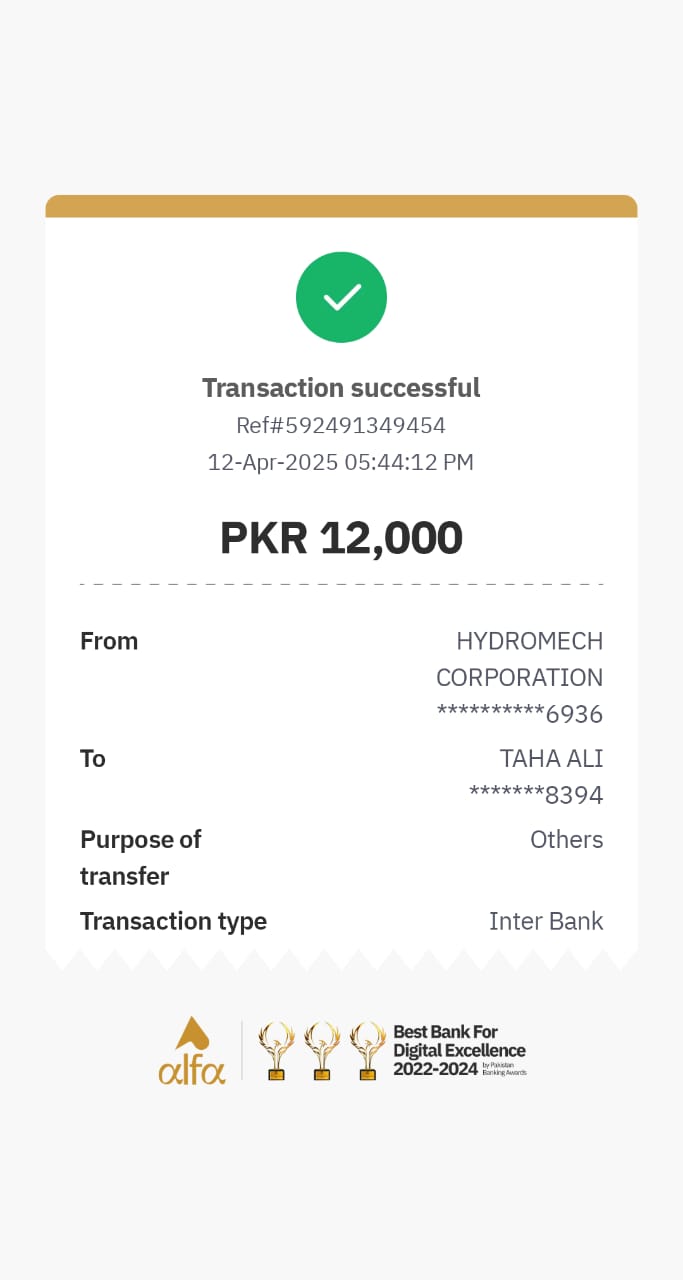 Transaction successful
Ref#592491349454
12-Apr-2025 05:44:12 PM
PKR 12,000
From HYDROMECH
CORPORATION
**********6936
To TAHA ALI
*******8394
Purpose of Others
transfer
Transaction type Inter Bank
alfa
Best Bank For
Digital Excellence
2022-2024 by Pakistan
Banking Awards